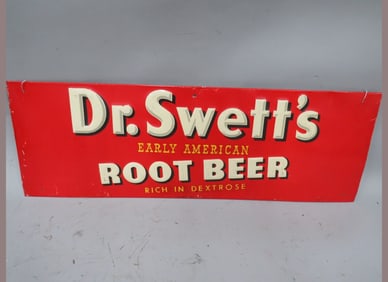 Dr. Swett's
EARLY AMERICAN
ROOT BEER
RICH IN DEXTROSE